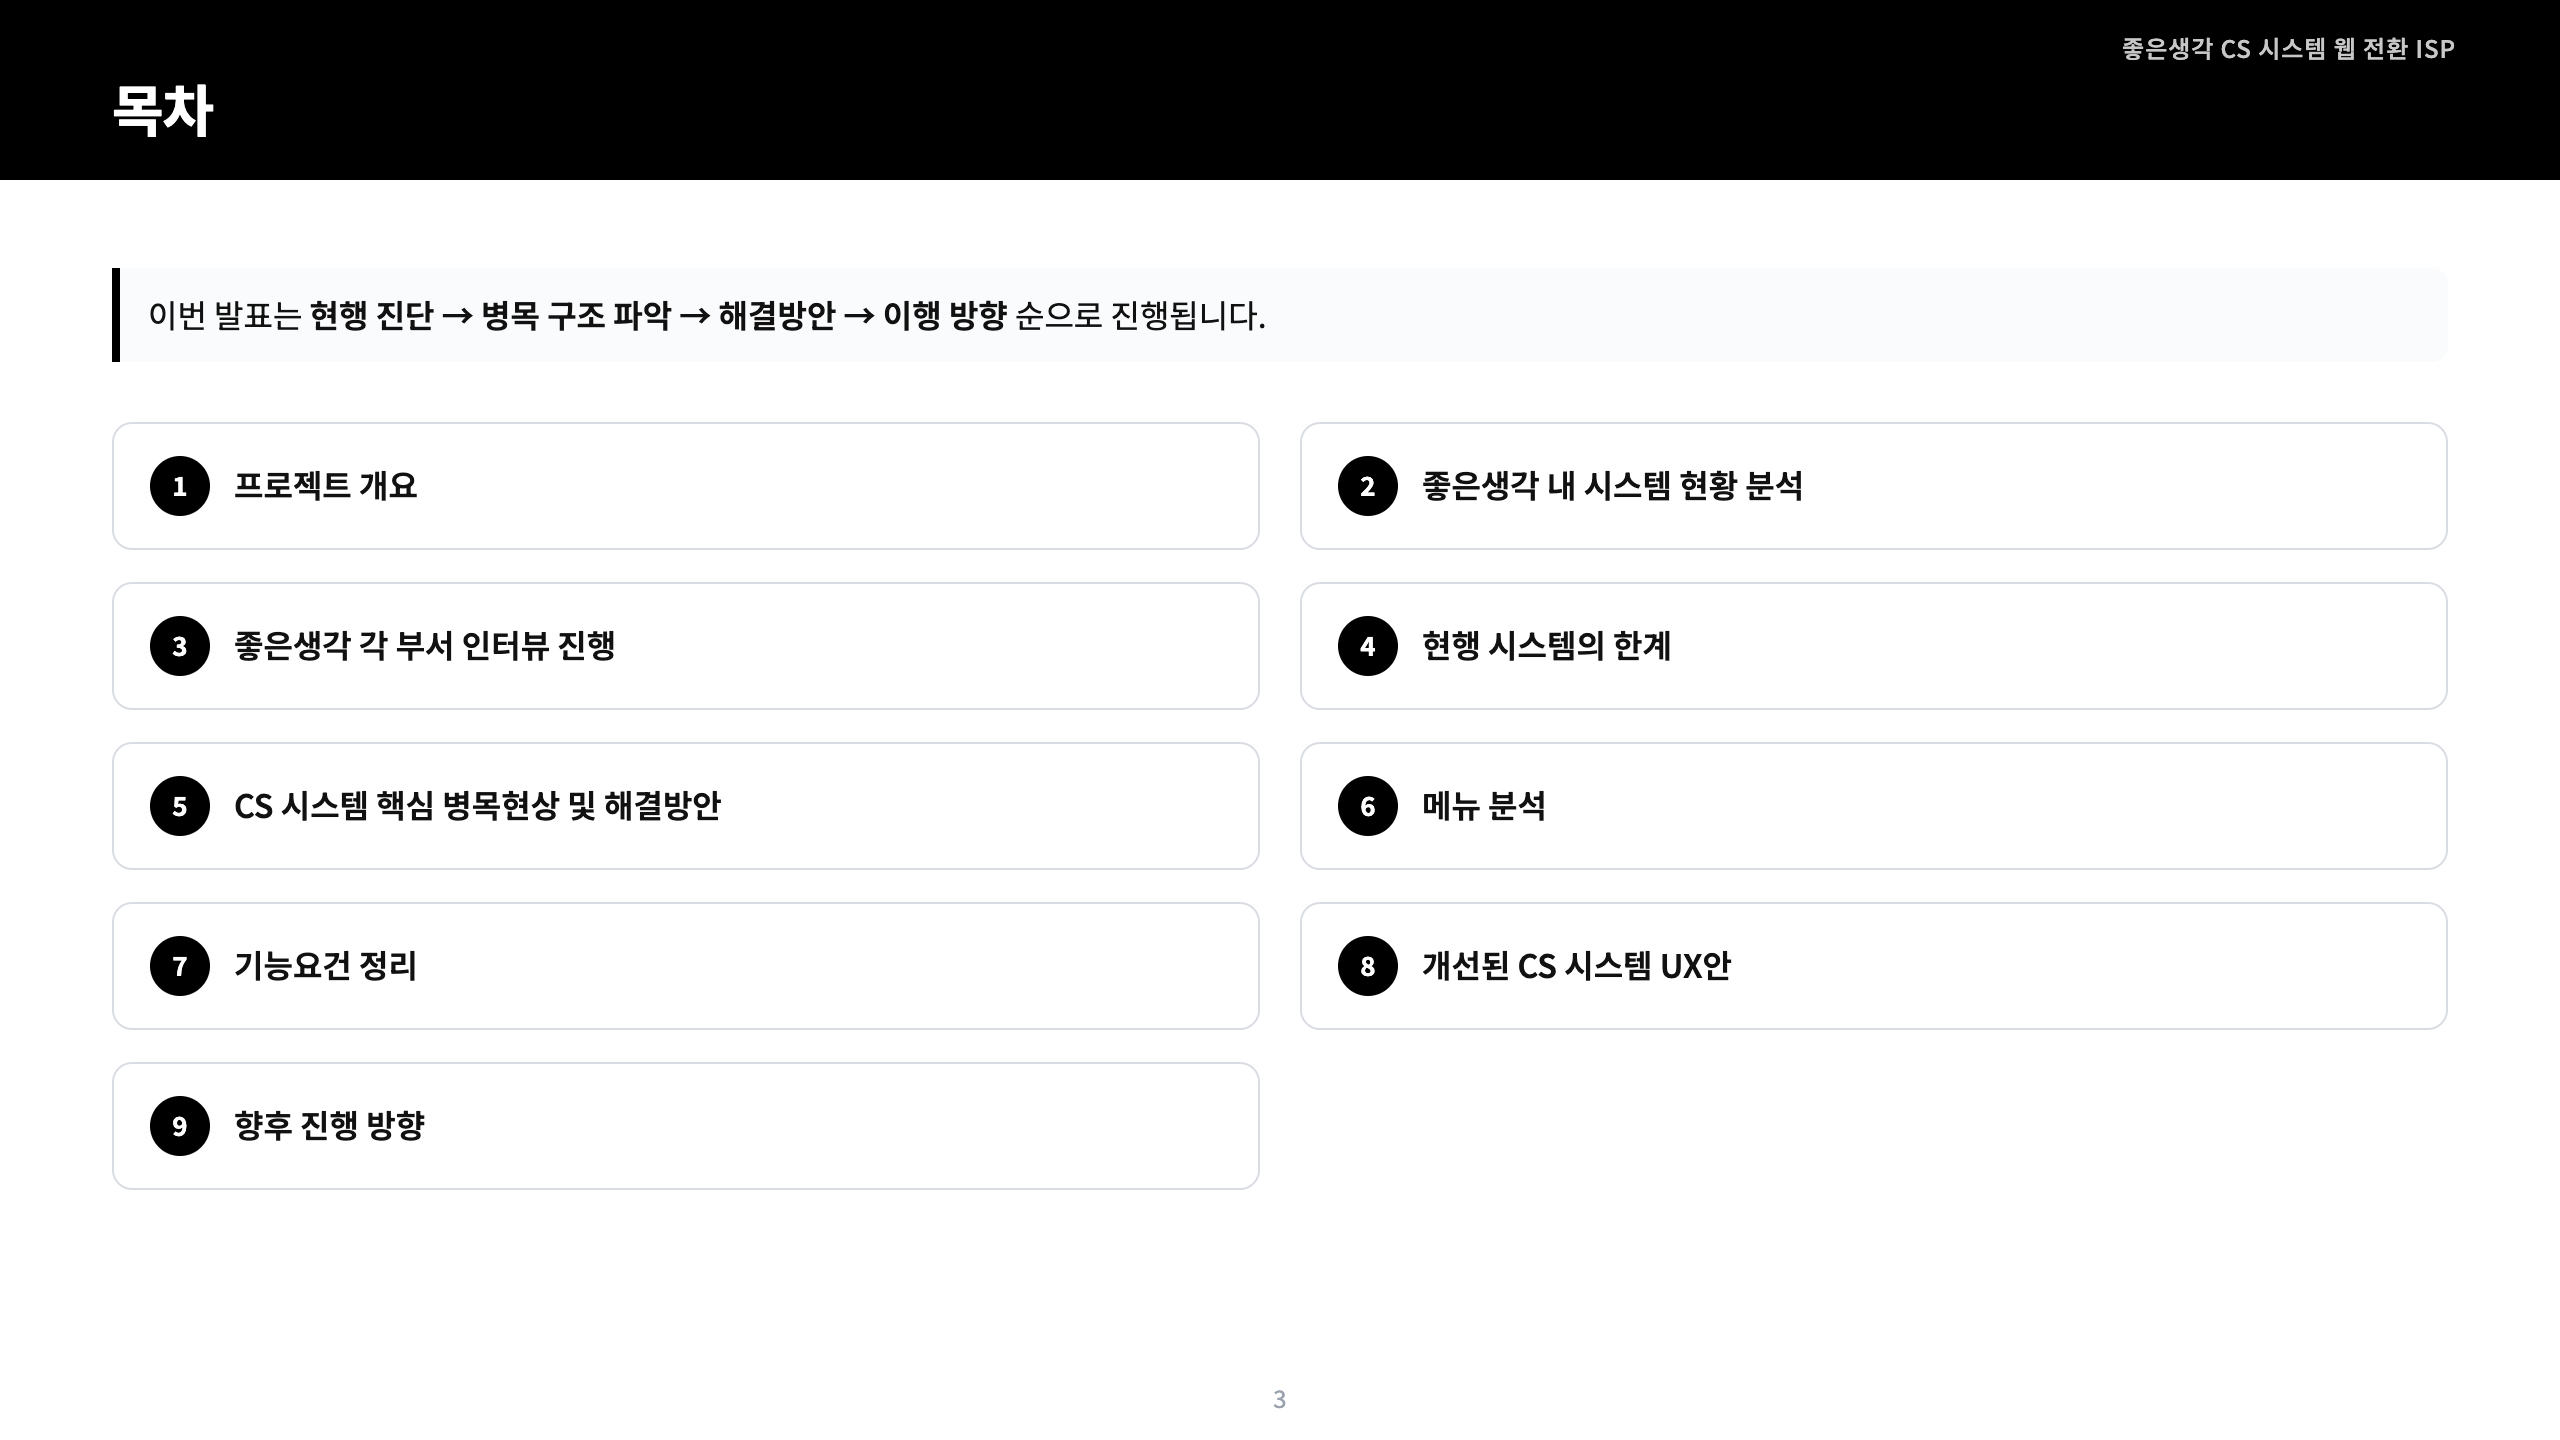 좋은생각 CS 시스템 웹 전환 ISP
목차
이번 발표는 현행 진단 → 병목 구조 파악 → 해결방안 → 이행 방향 순으로 진행됩니다.
1 프로젝트 개요
2 좋은생각 내 시스템 현황 분석
3 좋은생각 각 부서 인터뷰 진행
4 현행 시스템의 한계
5 CS 시스템 핵심 병목현상 및 해결방안
6 메뉴 분석
7 기능요건 정리
8 개선된 CS 시스템 UX안
9 향후 진행 방향
3